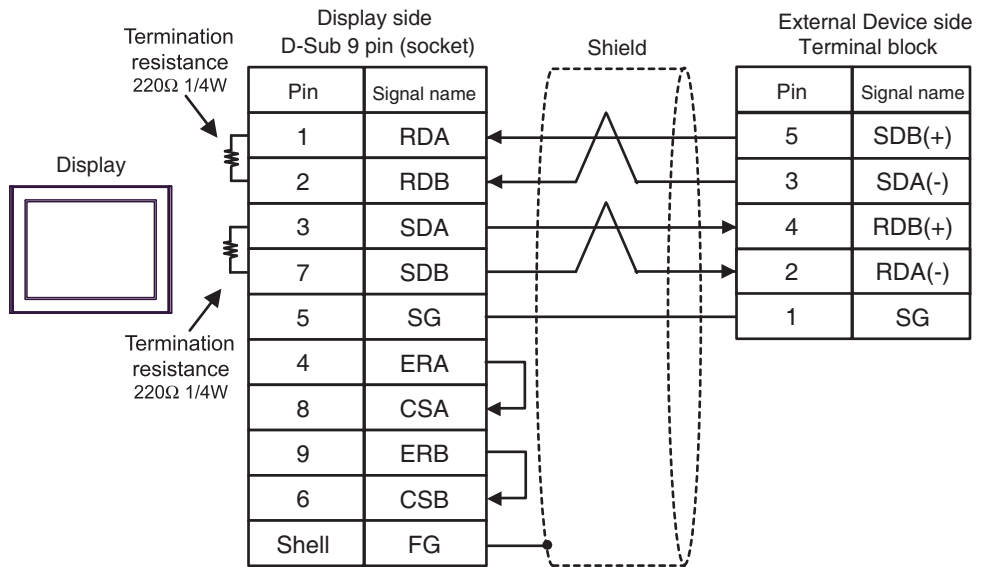 Display side
D-Sub 9 pin (socket)
Shield
External Device side
Terminal block
Termination
resistance
220Ω 1/4W
Display
Termination
resistance
220Ω 1/4W
Pin Signal name
1 RDA
2 RDB
3 SDA
7 SDB
5 SG
4 ERA
8 CSA
9 ERB
6 CSB
Shell FG
Pin Signal name
5 SDB(+)
3 SDA(-)
4 RDB(+)
2 RDA(-)
1 SG